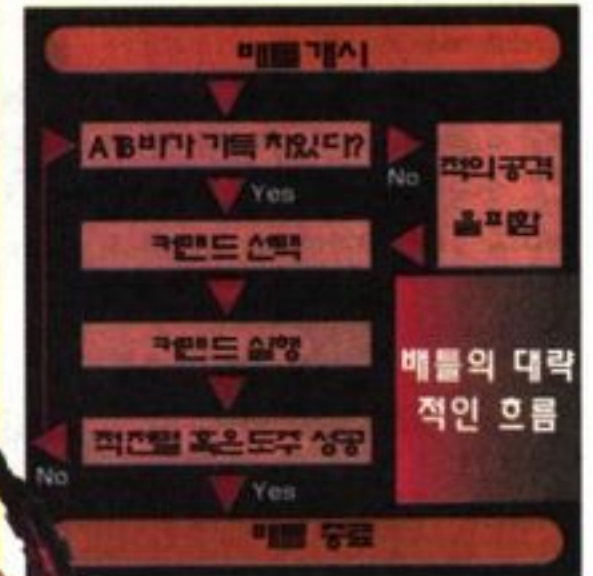 배틀 개시
A'B바가 가득 차있다?
No
적의 공격
을 피함
Yes
커맨드 선택
커맨드 실행
배틀의 대략
적인 흐름
적전멸 혹은 도주 성공
No
Yes
배틀 종료